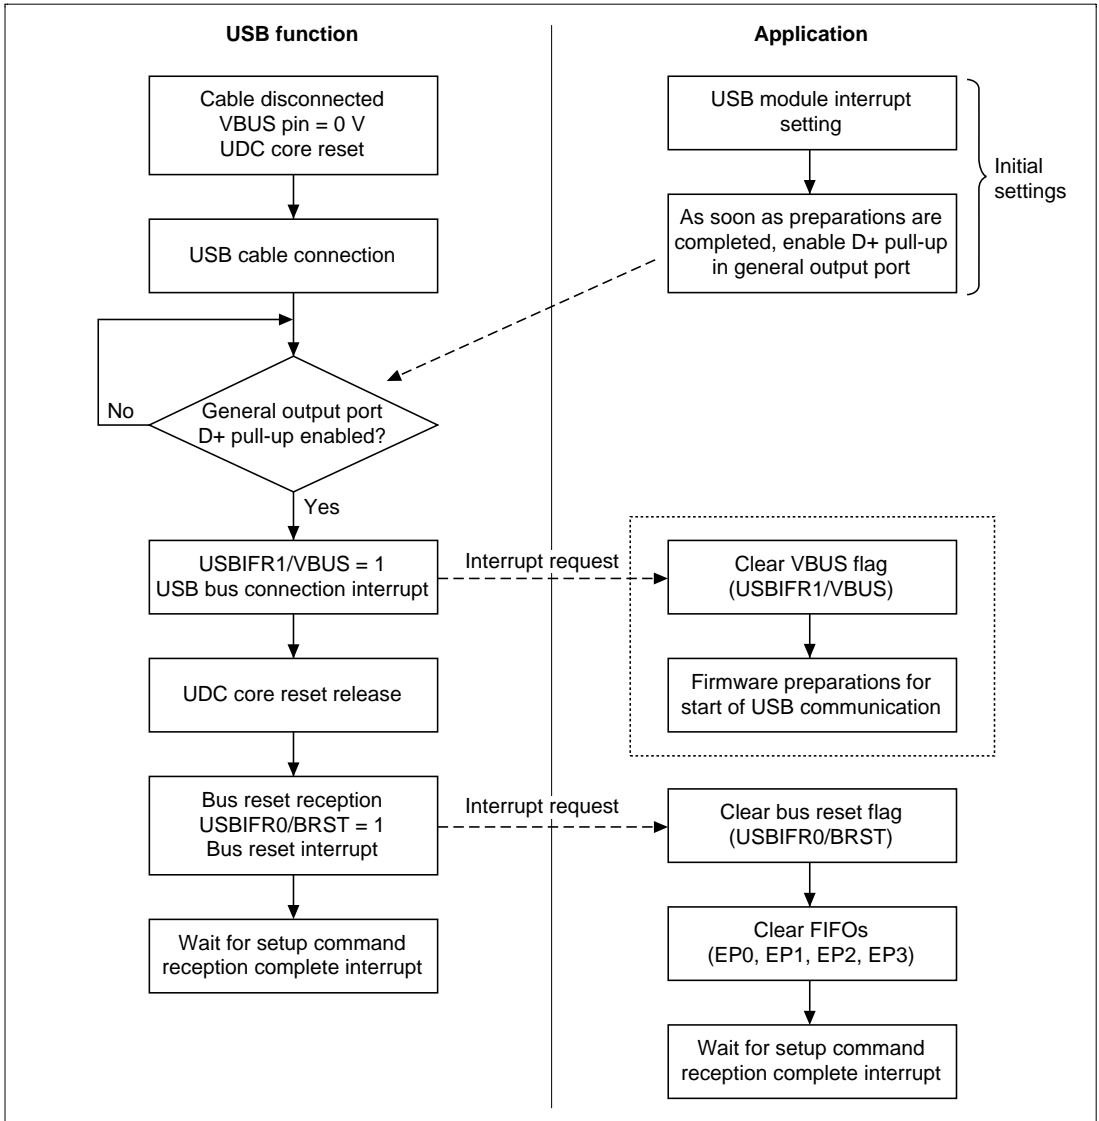 USB function
Cable disconnected
VBUS pin = 0 V
UDC core reset
USB cable connection
No
General output port
D+ pull-up enabled?
Yes
USBIFR1/VBUS = 1
USB bus connection interrupt
Interrupt request
UDC core reset release
Bus reset reception
USBIFR0/BRST = 1
Bus reset interrupt
Interrupt request
Wait for setup command
reception complete interrupt
Application
USB module interrupt
setting
As soon as preparations are
completed, enable D+ pull-up
in general output port
Initial
settings
Clear VBUS flag
(USBIFR1/VBUS)
Firmware preparations for
start of USB communication
Clear bus reset flag
(USBIFR0/BRST)
Clear FIFOs
(EP0, EP1, EP2, EP3)
Wait for setup command
reception complete interrupt